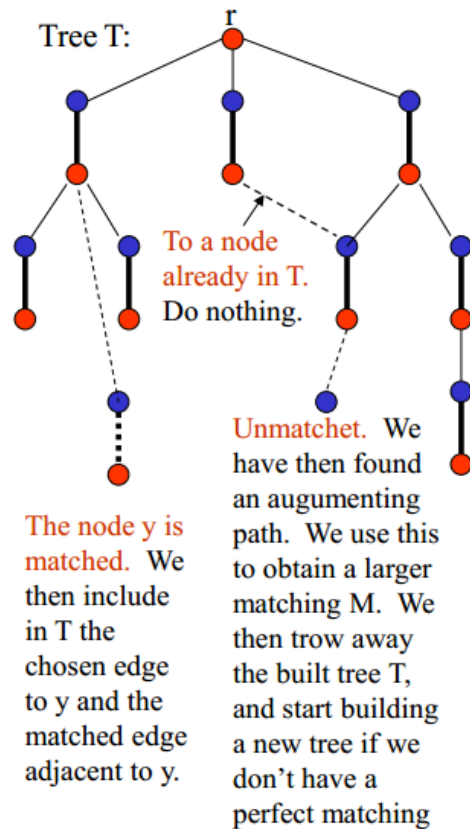 r
Tree T:
To a node
already in T.
Do nothing.
The node y is
matched. We
then include
in T the
chosen edge
to y and the
matched edge
adjacent to y.
Unmatchet. We
have then found
an augumenting
path. We use this
to obtain a larger
matching M. We
then trow away
the built tree T,
and start building
a new tree if we
don't have a
perfect matching